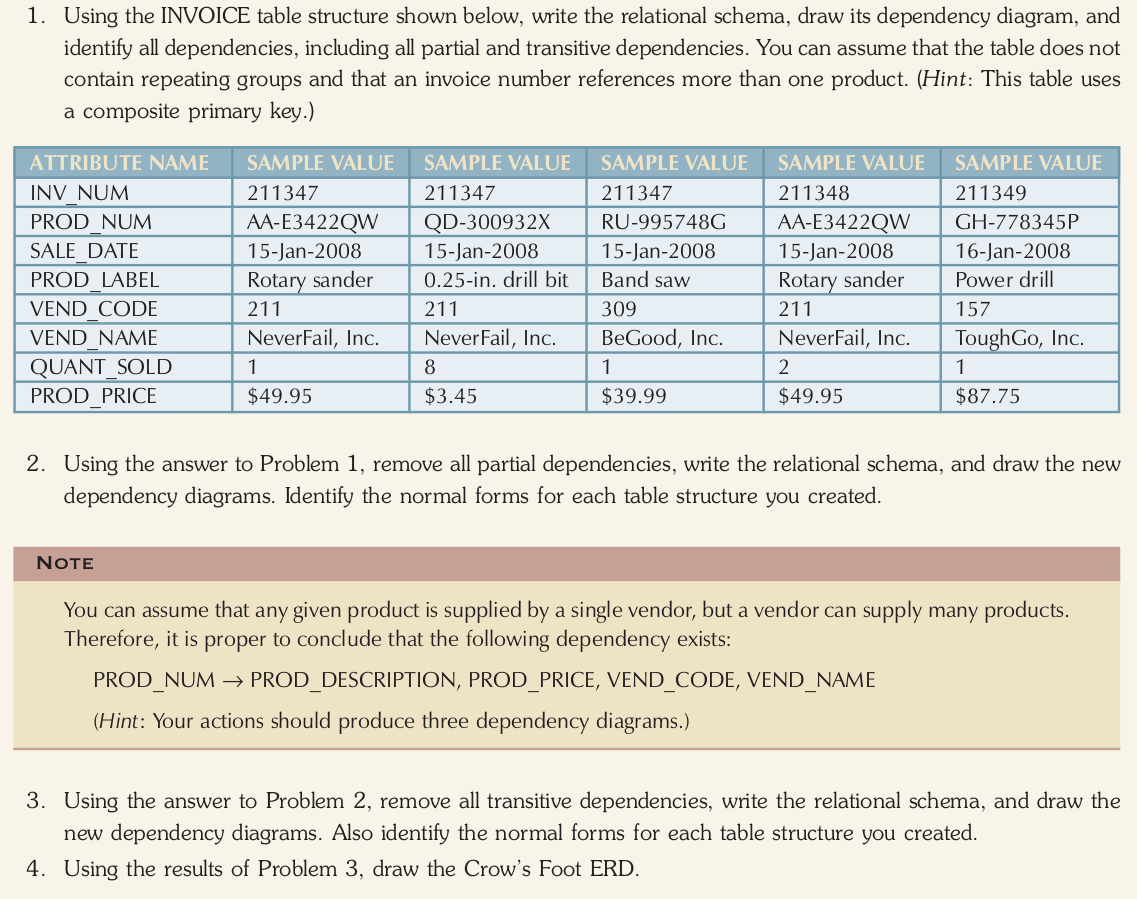 1. Using the INVOICE table structure shown below, write the relational schema, draw its dependency diagram, and
identify all dependencies, including all partial and transitive dependencies. You can assume that the table does not
contain repeating groups and that an invoice number references more than one product. (Hint: This table uses
a composite primary key.)
ATTRIBUTE NAME SAMPLE VALUE SAMPLE VALUE SAMPLE VALUE SAMPLE VALUE SAMPLE VALUE
INV_NUM 211347 211347 211347 211348 211349
PROD_NUM AA-E3422QW QD-300932X RU-995748G AA-E3422QW GH-778345P
SALE_DATE 15-Jan-2008 15-Jan-2008 15-Jan-2008 15-Jan-2008 16-Jan-2008
PROD_LABEL Rotary sander 0.25-in. drill bit Band saw Rotary sander Power drill
VEND_CODE 211 211 309 211 157
VEND_NAME NeverFail, Inc. NeverFail, Inc. BeGood, Inc. NeverFail, Inc. ToughGo, Inc.
QUANT_SOLD 1 8 1 2 1
PROD_PRICE $49.95 $3.45 $39.99 $49.95 $87.75
2. Using the answer to Problem 1, remove all partial dependencies, write the relational schema, and draw the new
dependency diagrams. Identify the normal forms for each table structure you created.
NOTE
You can assume that any given product is supplied by a single vendor, but a vendor can supply many products.
Therefore, it is proper to conclude that the following dependency exists:
PROD_NUM → PROD_DESCRIPTION, PROD_PRICE, VEND_CODE, VEND_NAME
(Hint: Your actions should produce three dependency diagrams.)
3. Using the answer to Problem 2, remove all transitive dependencies, write the relational schema, and draw the
new dependency diagrams. Also identify the normal forms for each table structure you created.
4. Using the results of Problem 3, draw the Crow's Foot ERD.